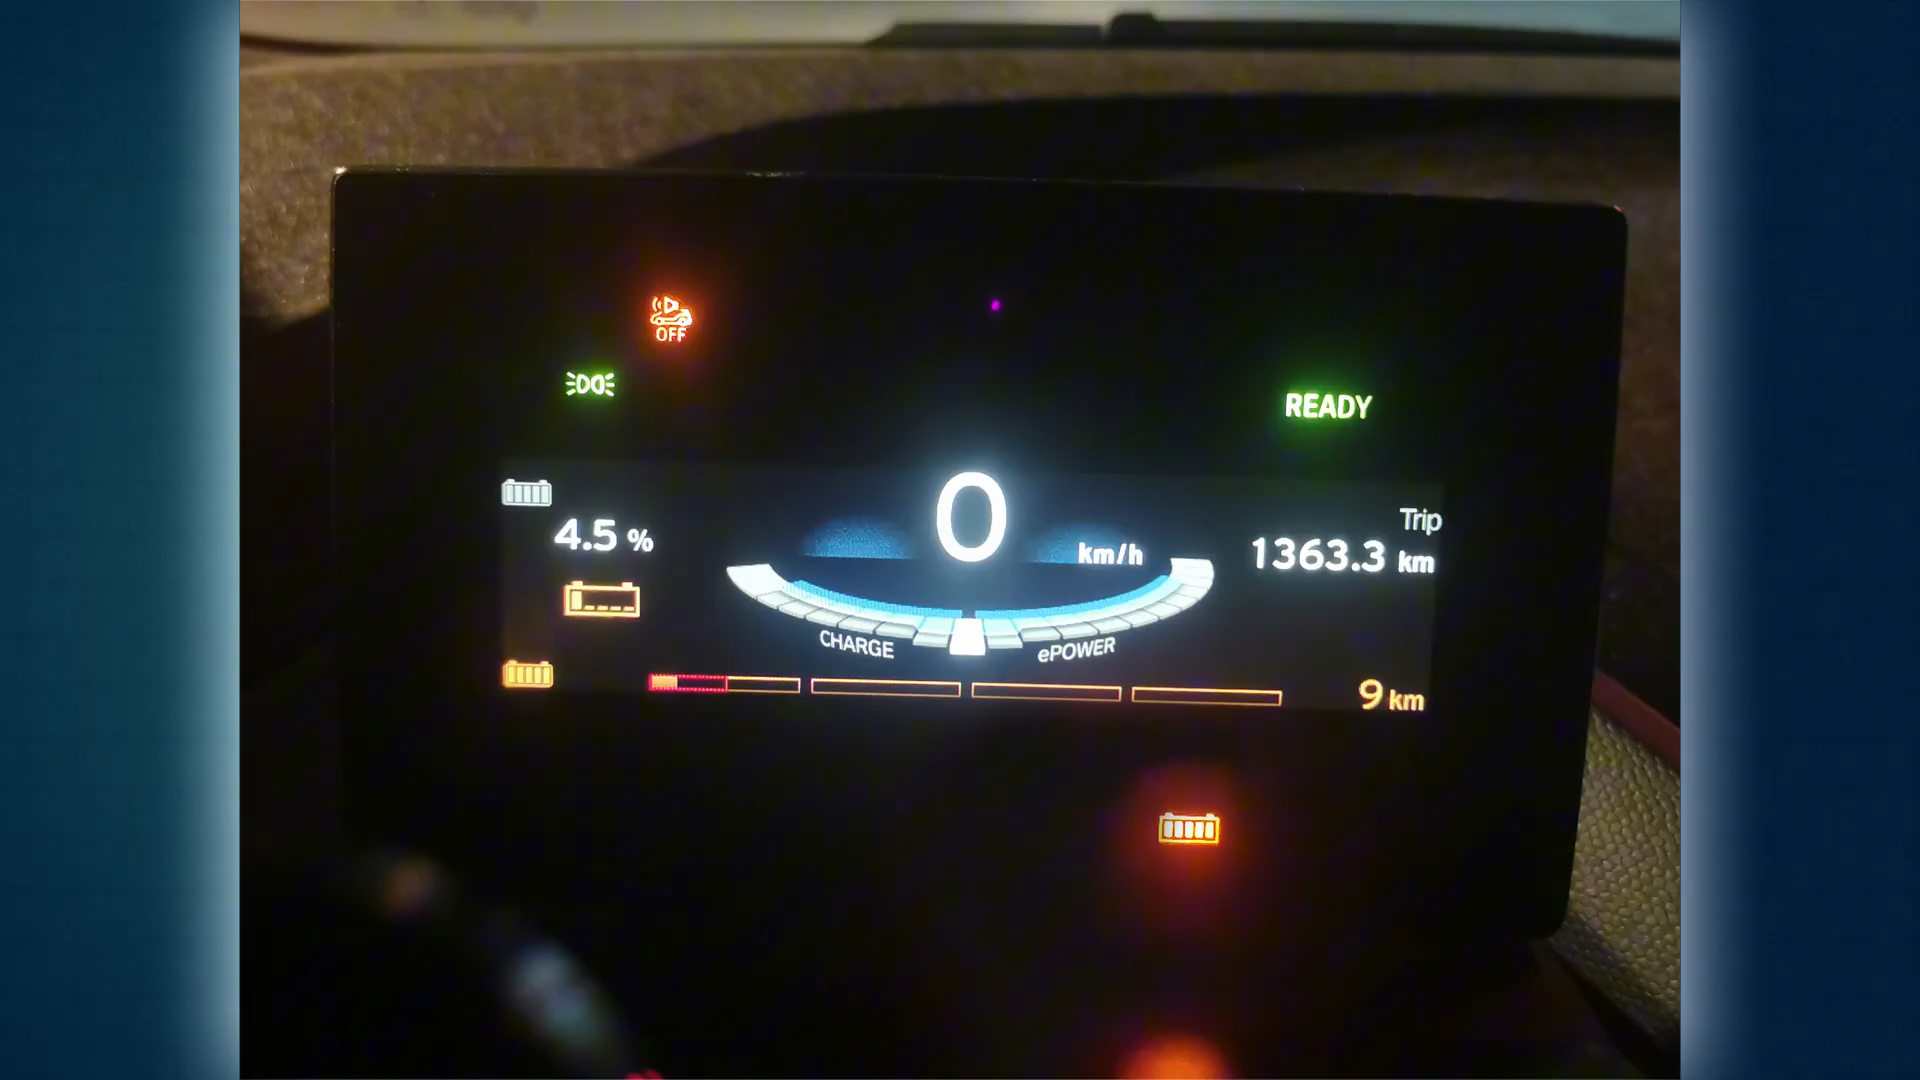 OFF
READY
0
km/h
4.5 %
Trip
1363.3 km
CHARGE
ePOWER
9 km